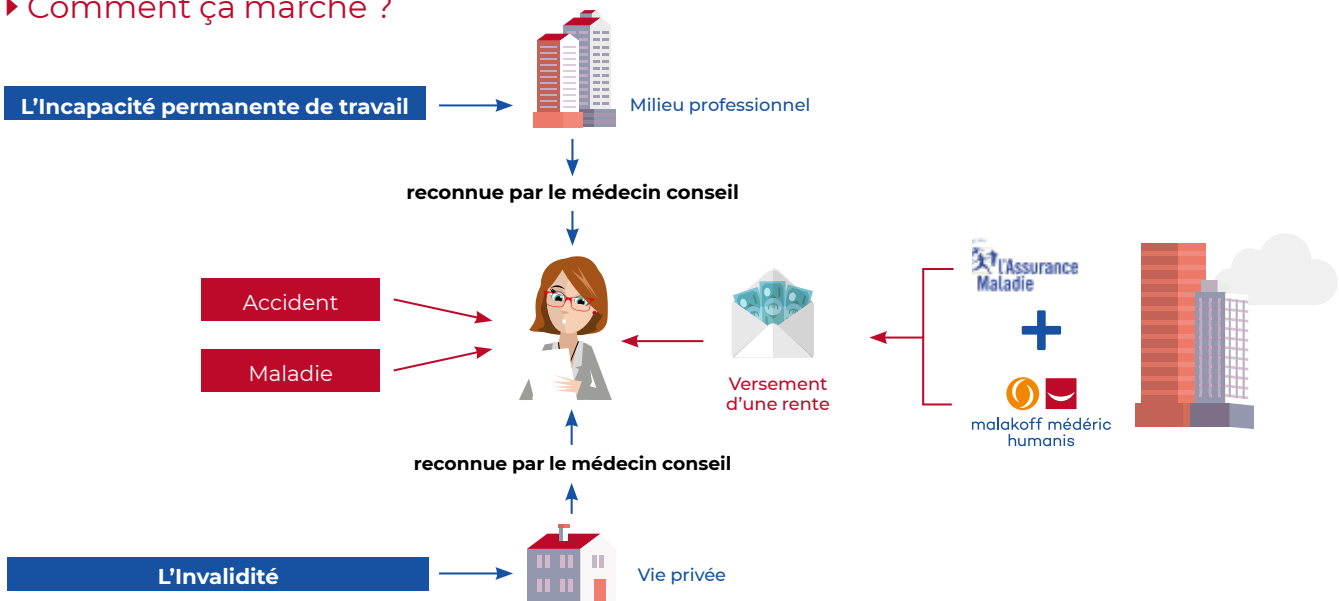 Comment ça marche ?
L'Incapacité permanente de travail
Milieu professionnel
reconnue par le médecin conseil
Accident
Maladie
Versement
d'une rente
l'Assurance
Maladie
malakoff médéric
humanis
reconnue par le médecin conseil
L'Invalidité
Vie privée